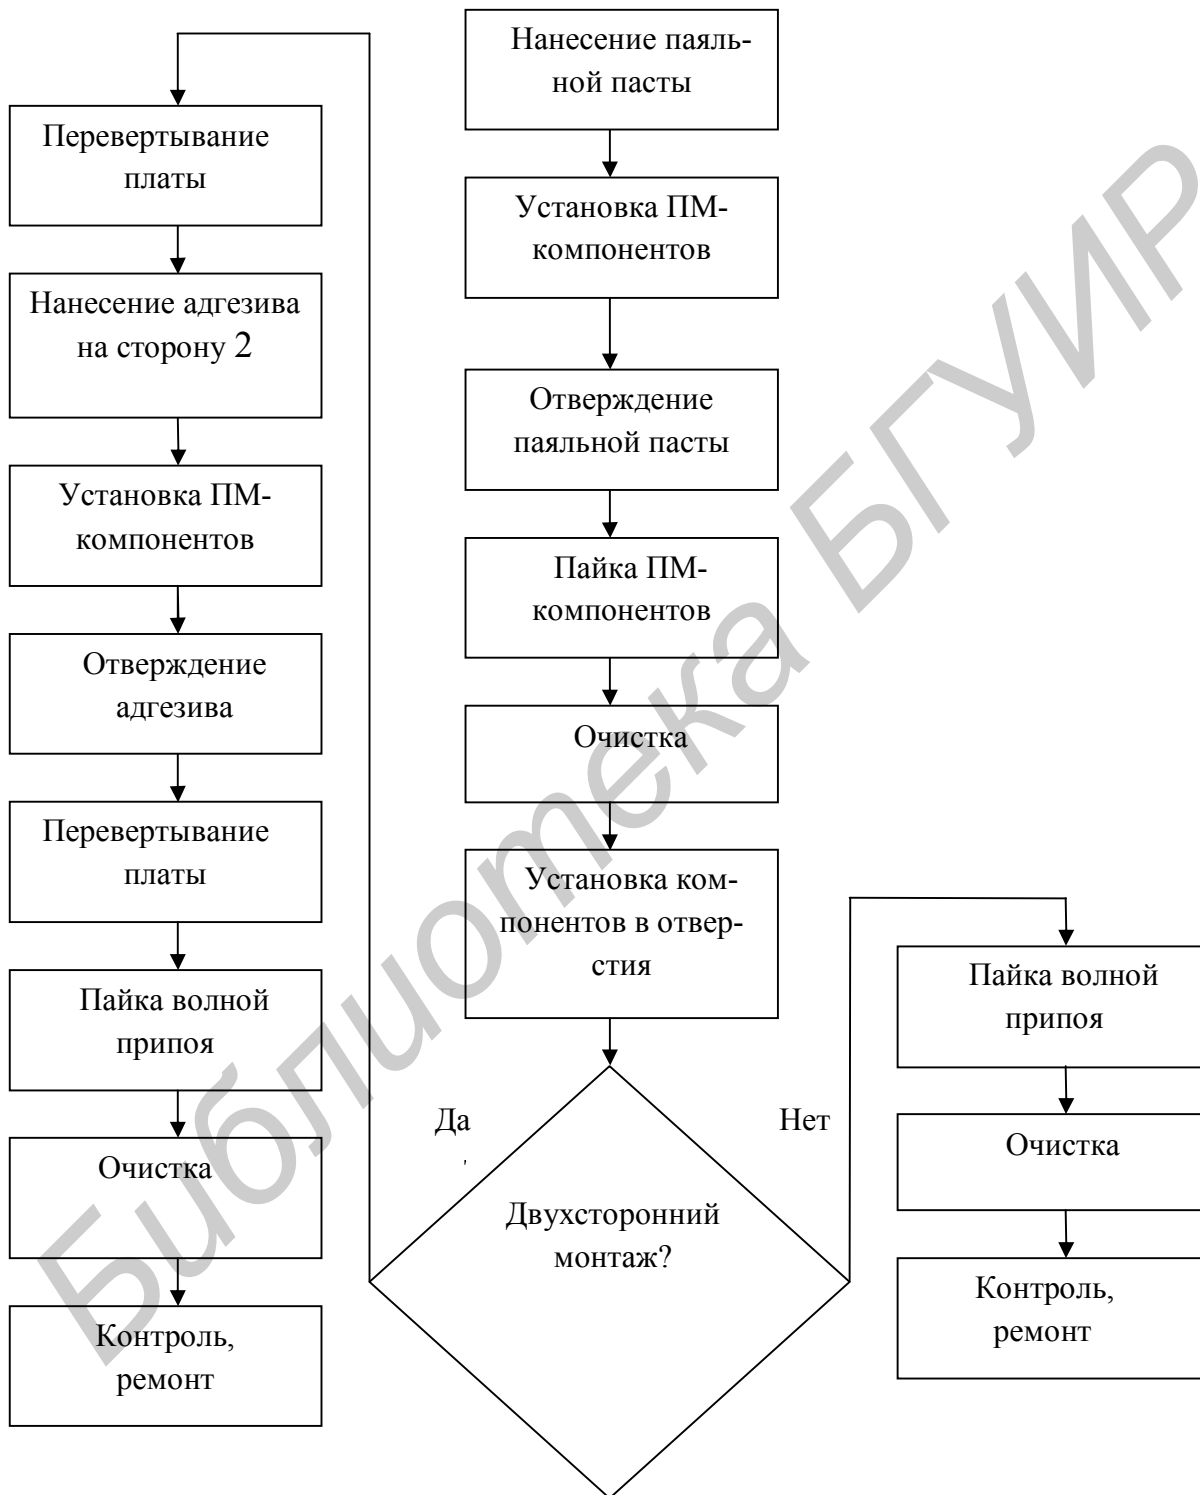 Нанесение паяль-
ной пасты
Установка ПМ-
компонентов
Отверждение
паяльной пасты
Пайка ПМ-
компонентов
Очистка
Установка ком-
понентов в отвер-
стия
Двухсторонний
монтаж?
Да
Перевертывание
платы
Нанесение адгезива
на сторону 2
Установка ПМ-
компонентов
Отверждение
адгезива
Перевертывание
платы
Пайка волной
припоя
Очистка
Контроль,
ремонт
Нет
Пайка волной
припоя
Очистка
Контроль,
ремонт
Библиотека БГУИР